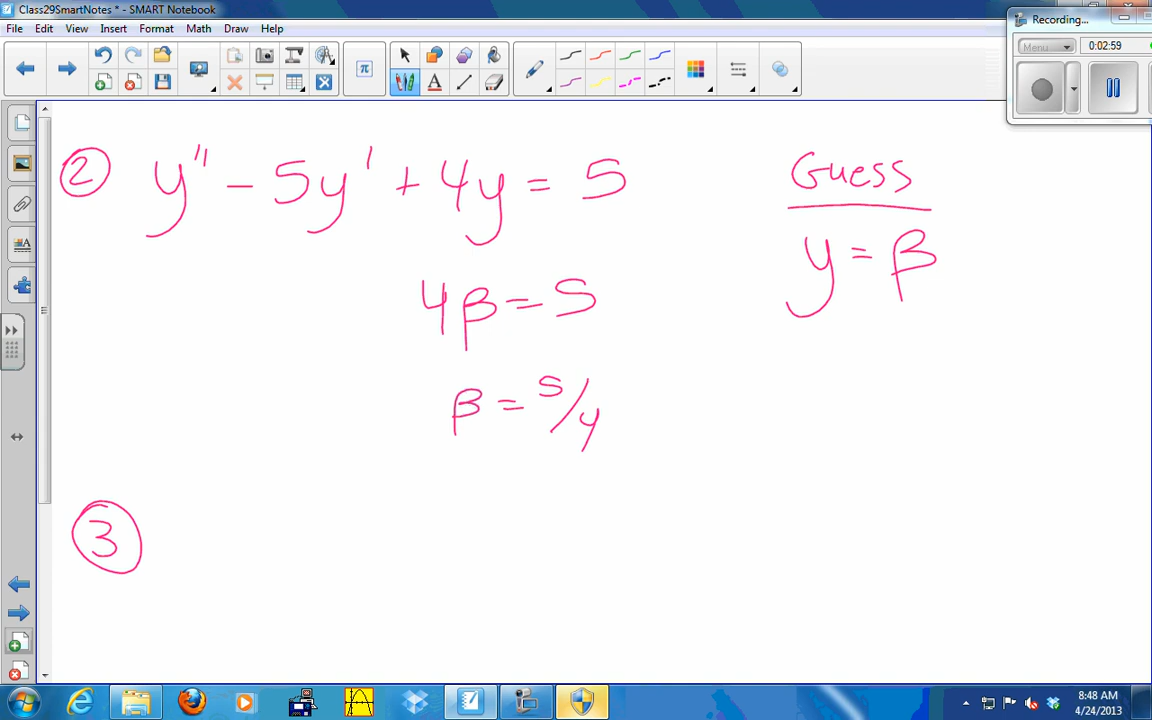 Class29SmartNotes * - SMART Notebook
Recording...
File Edit View Insert Format Math Draw Help
Menu
0:02:59
π
A
② y'' - 5y' + 4y = 5
Guess
y = β
4β = 5
β = 5/4
③
8:48 AM
4/24/2013